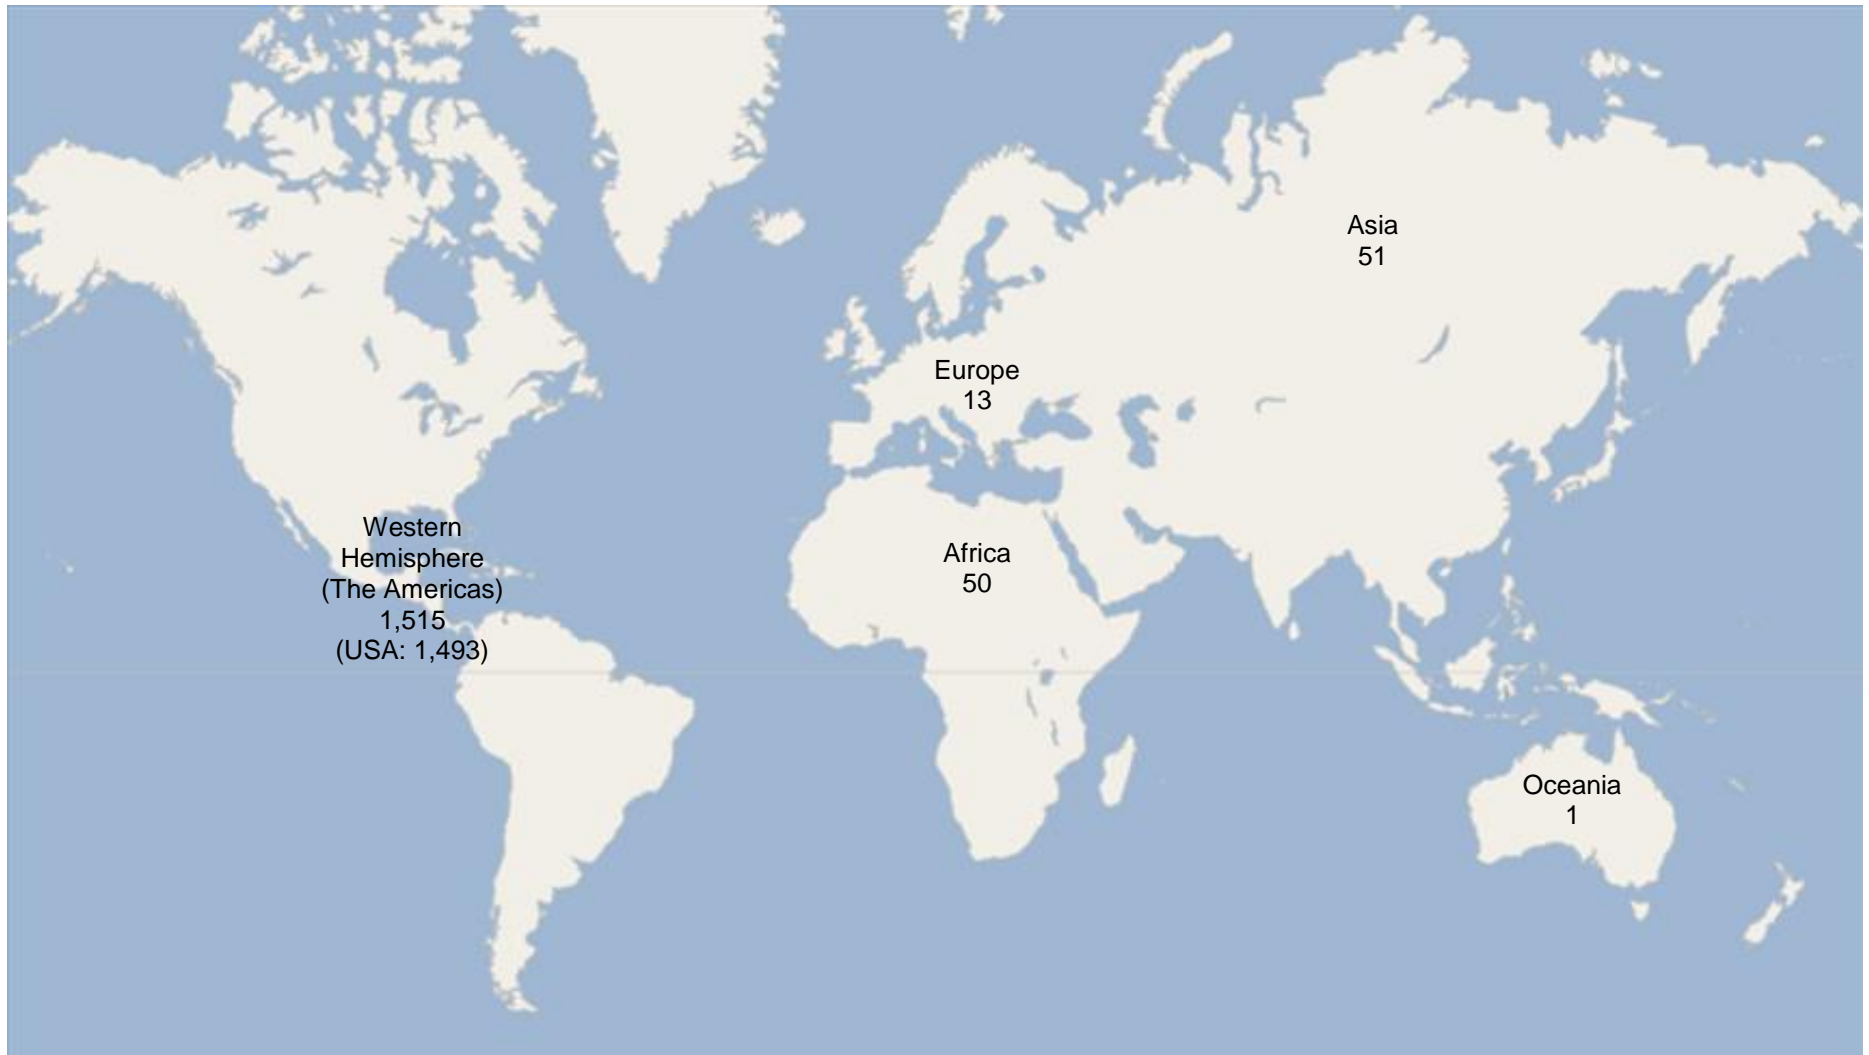 Asia
51
Europe
13
Western
Hemisphere
(The Americas)
1,515
(USA: 1,493)
Africa
50
Oceania
1